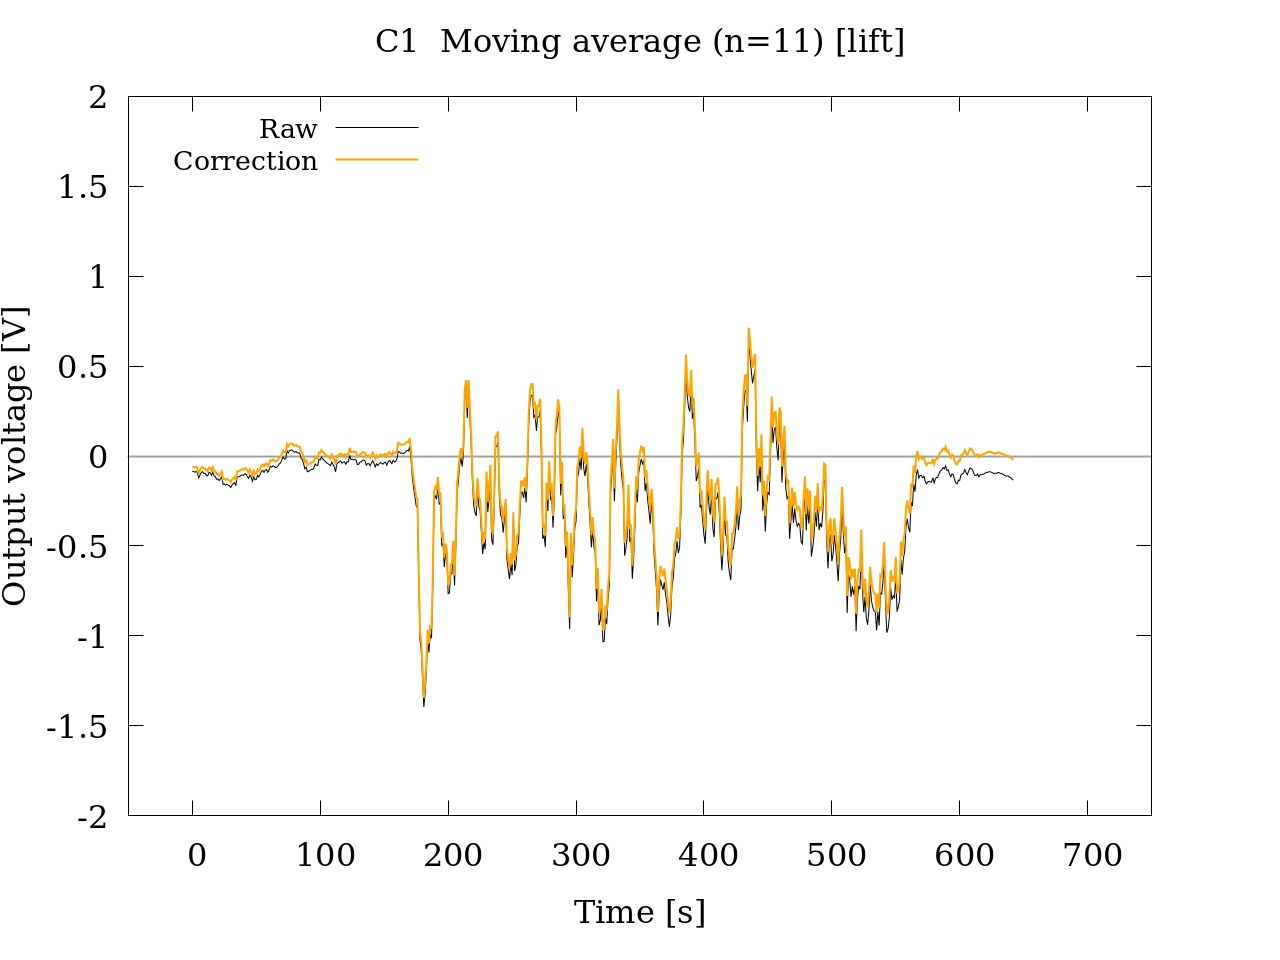 C1  Moving average (n=11) [lift]
Raw
Correction
2
1.5
1
0.5
0
-0.5
-1
-1.5
-2
Output voltage [V]
0 100 200 300 400 500 600 700
Time [s]